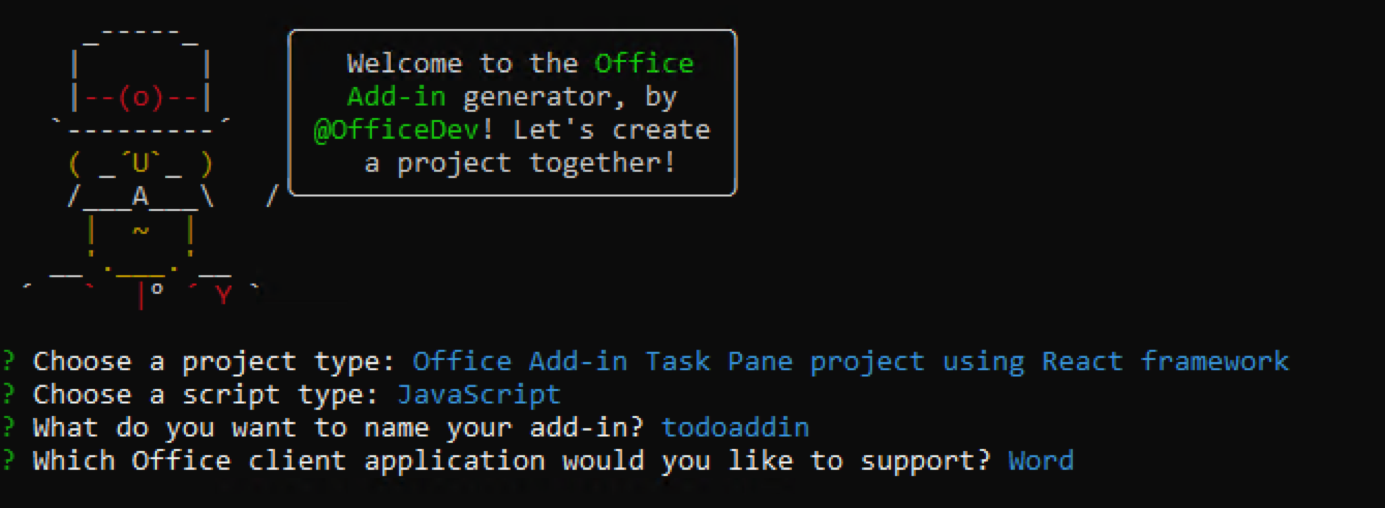 Welcome to the Office
Add-in generator, by
@OfficeDev! Let's create
a project together!
? Choose a project type: Office Add-in Task Pane project using React framework
? Choose a script type: JavaScript
? What do you want to name your add-in? todoaddin
? Which Office client application would you like to support? Word